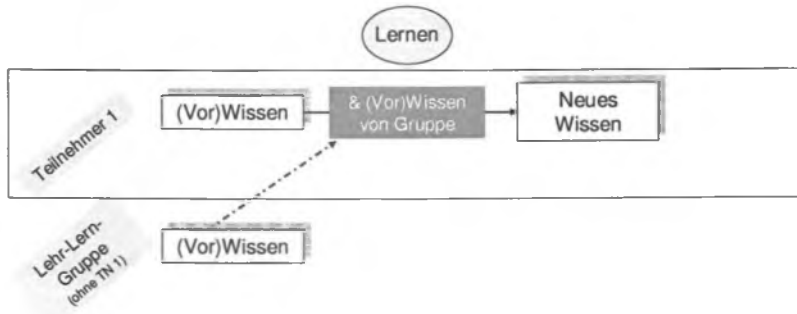 Lernen
Teilnehmer 1
(Vor)Wissen
& (Vor)Wissen
von Gruppe
Neues
Wissen
Lehr-Lern-
Gruppe
(ohne TN 1)
(Vor)Wissen